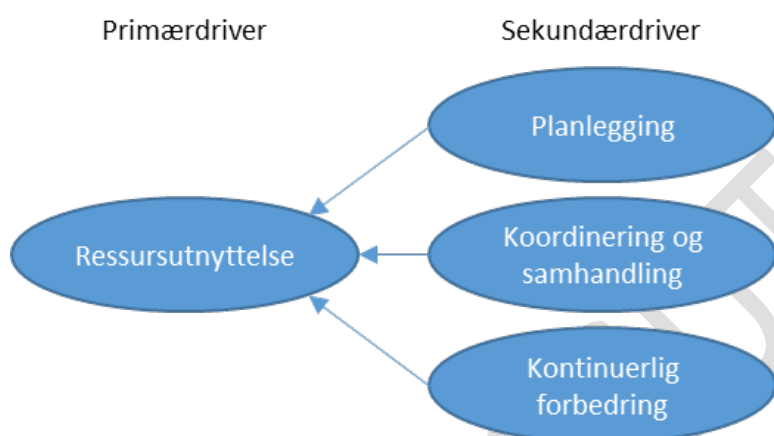 Primærdriver
Sekundærdriver
Planlegging
Ressursutnyttelse
Koordinering og
samhandling
Kontinuerlig
forbedring